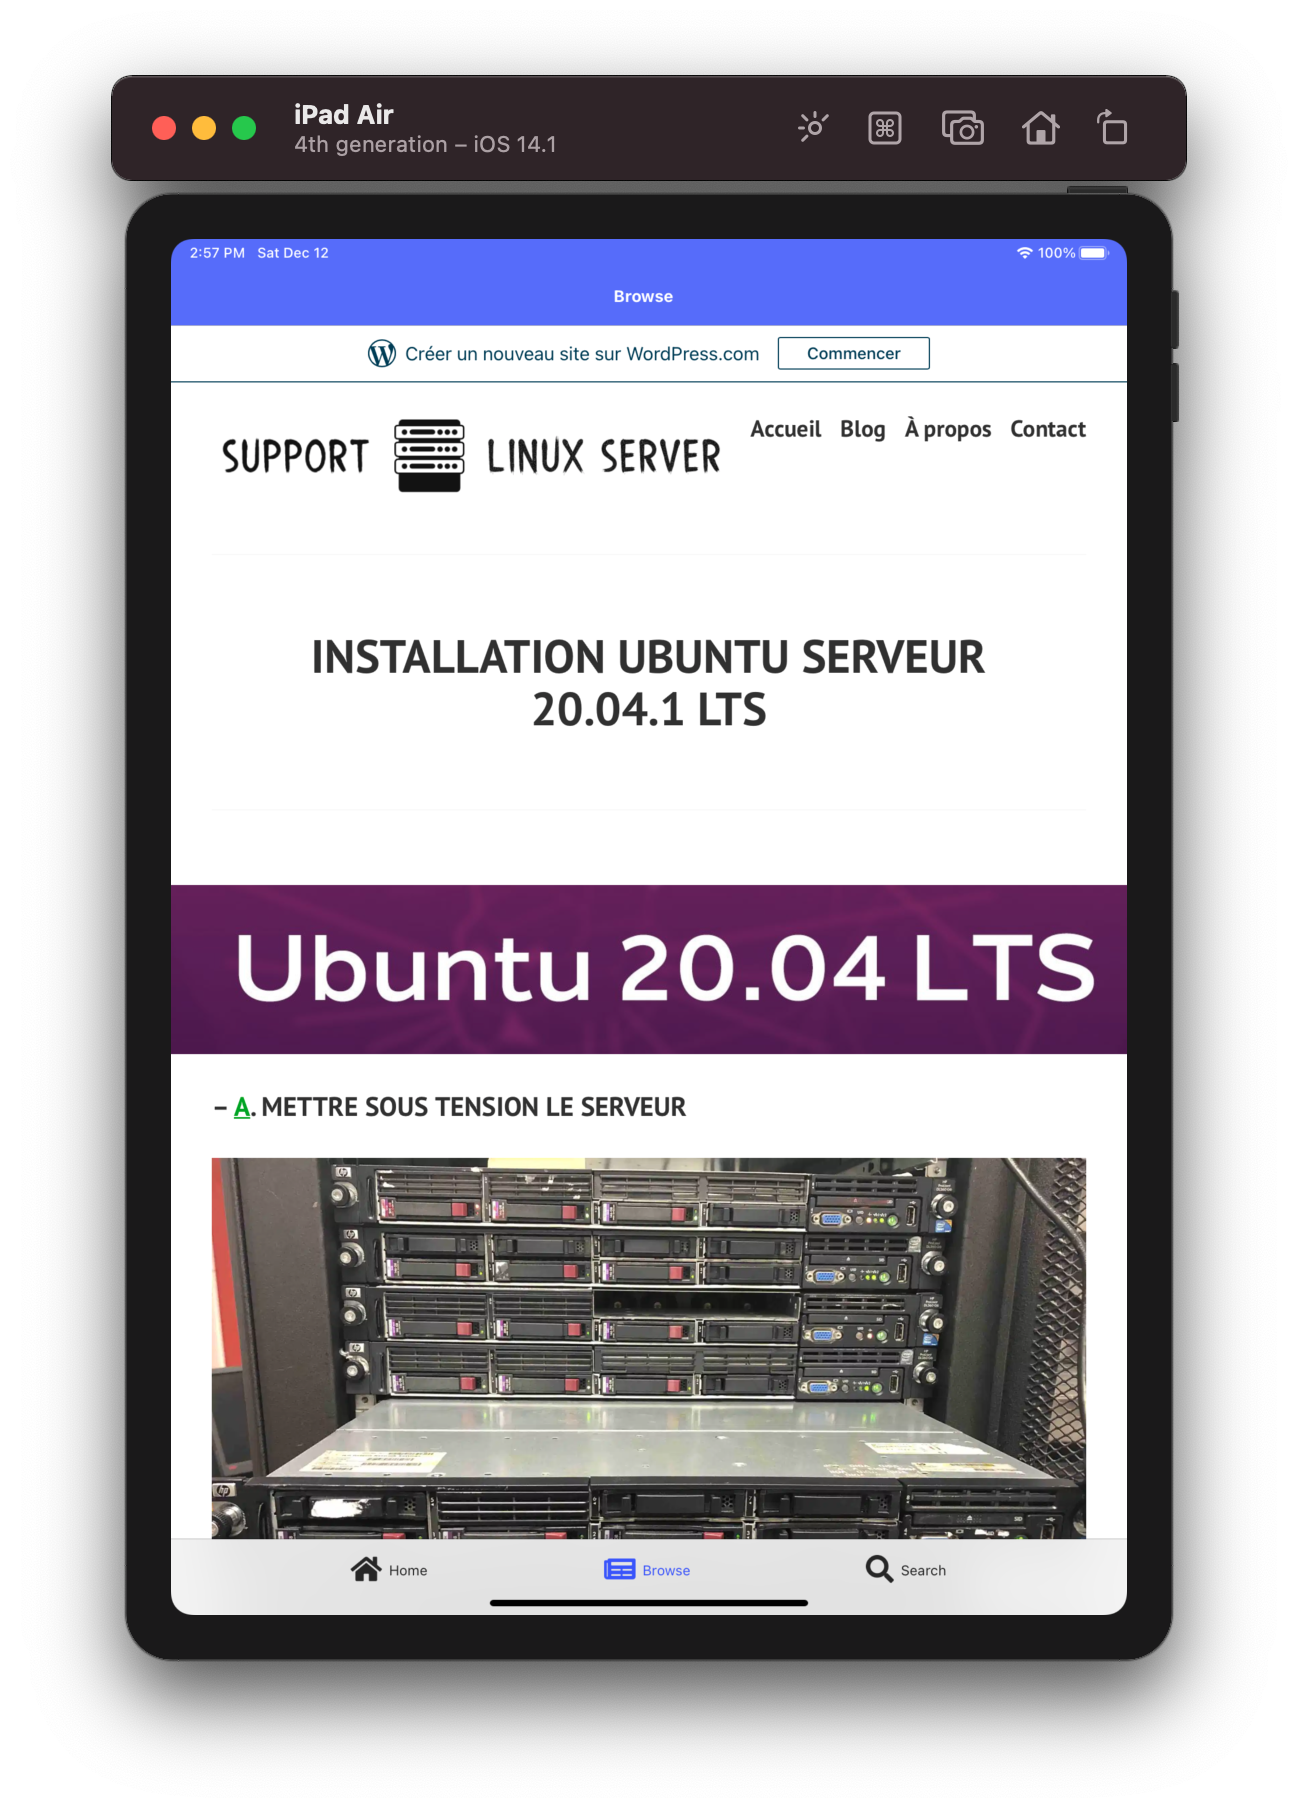 iPad Air
4th generation – iOS 14.1
2:57 PM Sat Dec 12
100%
Browse
Créer un nouveau site sur WordPress.com
Commencer
SUPPORT LINUX SERVER
Accueil Blog À propos Contact
INSTALLATION UBUNTU SERVEUR
20.04.1 LTS
Ubuntu 20.04 LTS
– A. METTRE SOUS TENSION LE SERVEUR
hp
Home
Browse
Search